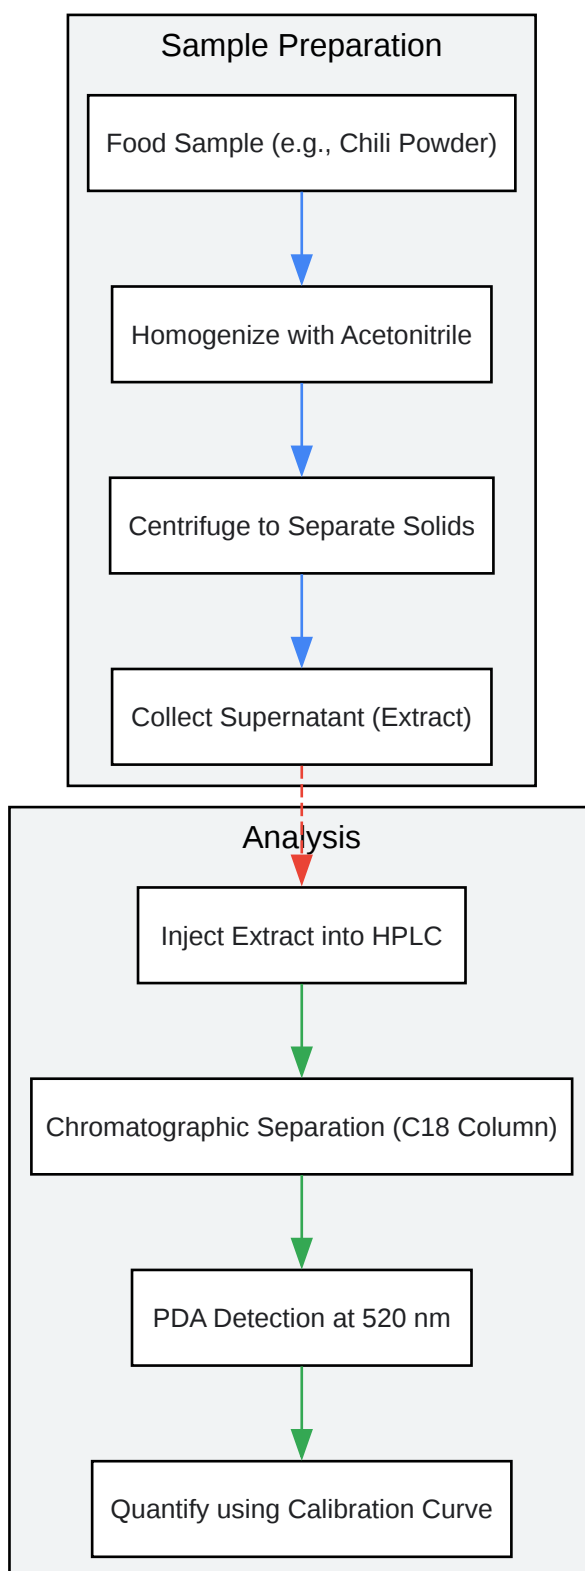 Sample Preparation
Food Sample (e.g., Chili Powder)
Homogenize with Acetonitrile
Centrifuge to Separate Solids
Collect Supernatant (Extract)
Analysis
Inject Extract into HPLC
Chromatographic Separation (C18 Column)
PDA Detection at 520 nm
Quantify using Calibration Curve